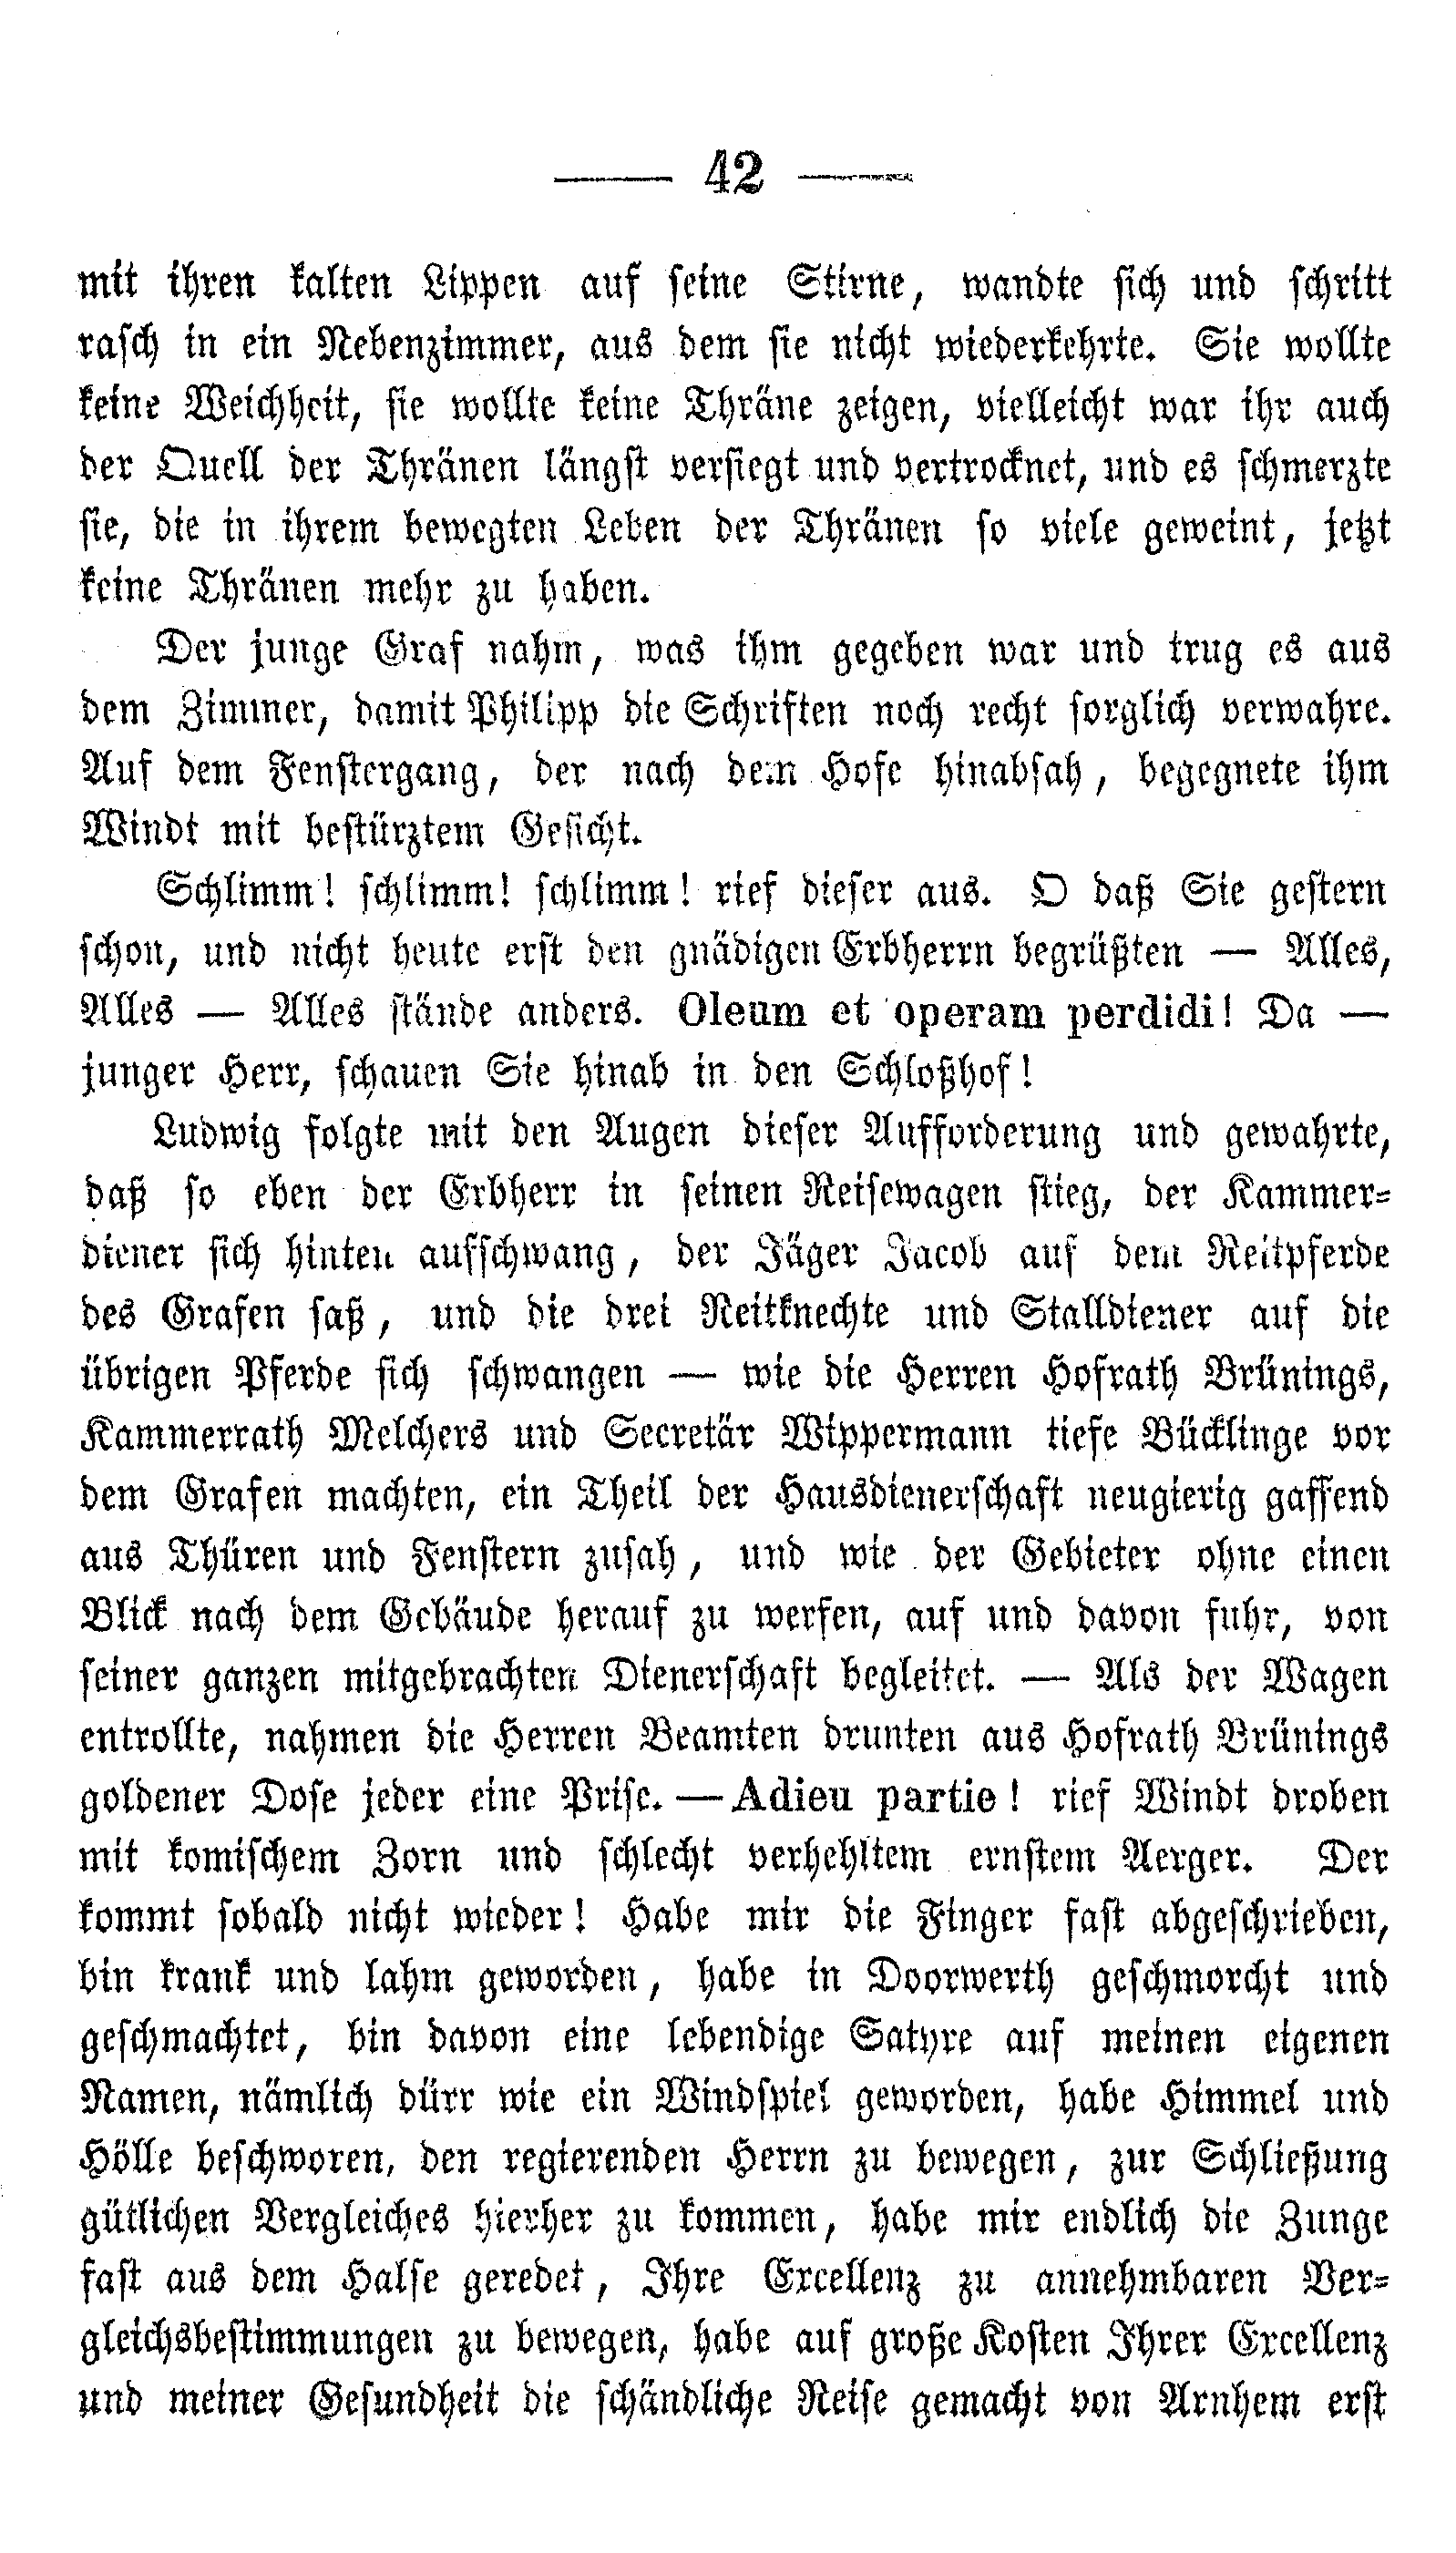 — 42 —
mit ihren kalten Lippen auf seine Stirne, wandte sich und schritt
rasch in ein Nebenzimmer, aus dem sie nicht wiederkehrte. Sie wollte
keine Weichheit, sie wollte keine Thräne zeigen, vielleicht war ihr auch
der Quell der Thränen längst versiegt und vertrocknet, und es schmerzte
sie, die in ihrem bewegten Leben der Thränen so viele geweint, jetzt
keine Thränen mehr zu haben.
Der junge Graf nahm, was ihm gegeben war und trug es aus
dem Zimmer, damit Philipp die Schriften noch recht sorglich verwahre.
Auf dem Fenstergang, der nach dem Hofe hinabsah, begegnete ihm
Windt mit bestürztem Gesicht.
Schlimm! schlimm! schlimm! rief dieser aus. O daß Sie gestern
schon, und nicht heute erst den gnädigen Erbherrn begrüßten — Alles,
Alles — Alles stände anders. Oleum et operam perdidi! Da —
junger Herr, schauen Sie hinab in den Schloßhof!
Ludwig folgte mit den Augen dieser Aufforderung und gewahrte,
daß so eben der Erbherr in seinen Reisewagen stieg, der Kammer-
diener sich hinten aufschwang, der Jäger Jacob auf dem Reitpferde
des Grafen saß, und die drei Reitknechte und Stalldiener auf die
übrigen Pferde sich schwangen — wie die Herren Hofrath Brünings,
Kammerrath Melchers und Secretär Wippermann tiefe Bücklinge vor
dem Grafen machten, ein Theil der Hausdienerschaft neugierig gaffend
aus Thüren und Fenstern zusah, und wie der Gebieter ohne einen
Blick nach dem Gebäude herauf zu werfen, auf und davon fuhr, von
seiner ganzen mitgebrachten Dienerschaft begleitet. — Als der Wagen
entrollte, nahmen die Herren Beamten drunten aus Hofrath Brünings
goldener Dose jeder eine Prise. — Adieu partie! rief Windt droben
mit komischem Zorn und schlecht verhehltem ernstem Aerger. Der
kommt sobald nicht wieder! Habe mir die Finger fast abgeschrieben,
bin krank und lahm geworden, habe in Doorwerth geschmorcht und
geschmachtet, bin davon eine lebendige Satyre auf meinen eigenen
Namen, nämlich dürr wie ein Windspiel geworden, habe Himmel und
Hölle beschworen, den regierenden Herrn zu bewegen, zur Schließung
gütlichen Vergleiches hierher zu kommen, habe mir endlich die Zunge
fast aus dem Halse geredet, Ihre Excellenz zu annehmbaren Ver-
gleichsbestimmungen zu bewegen, habe auf große Kosten Ihrer Excellenz
und meiner Gesundheit die schändliche Reise gemacht von Arnhem erst